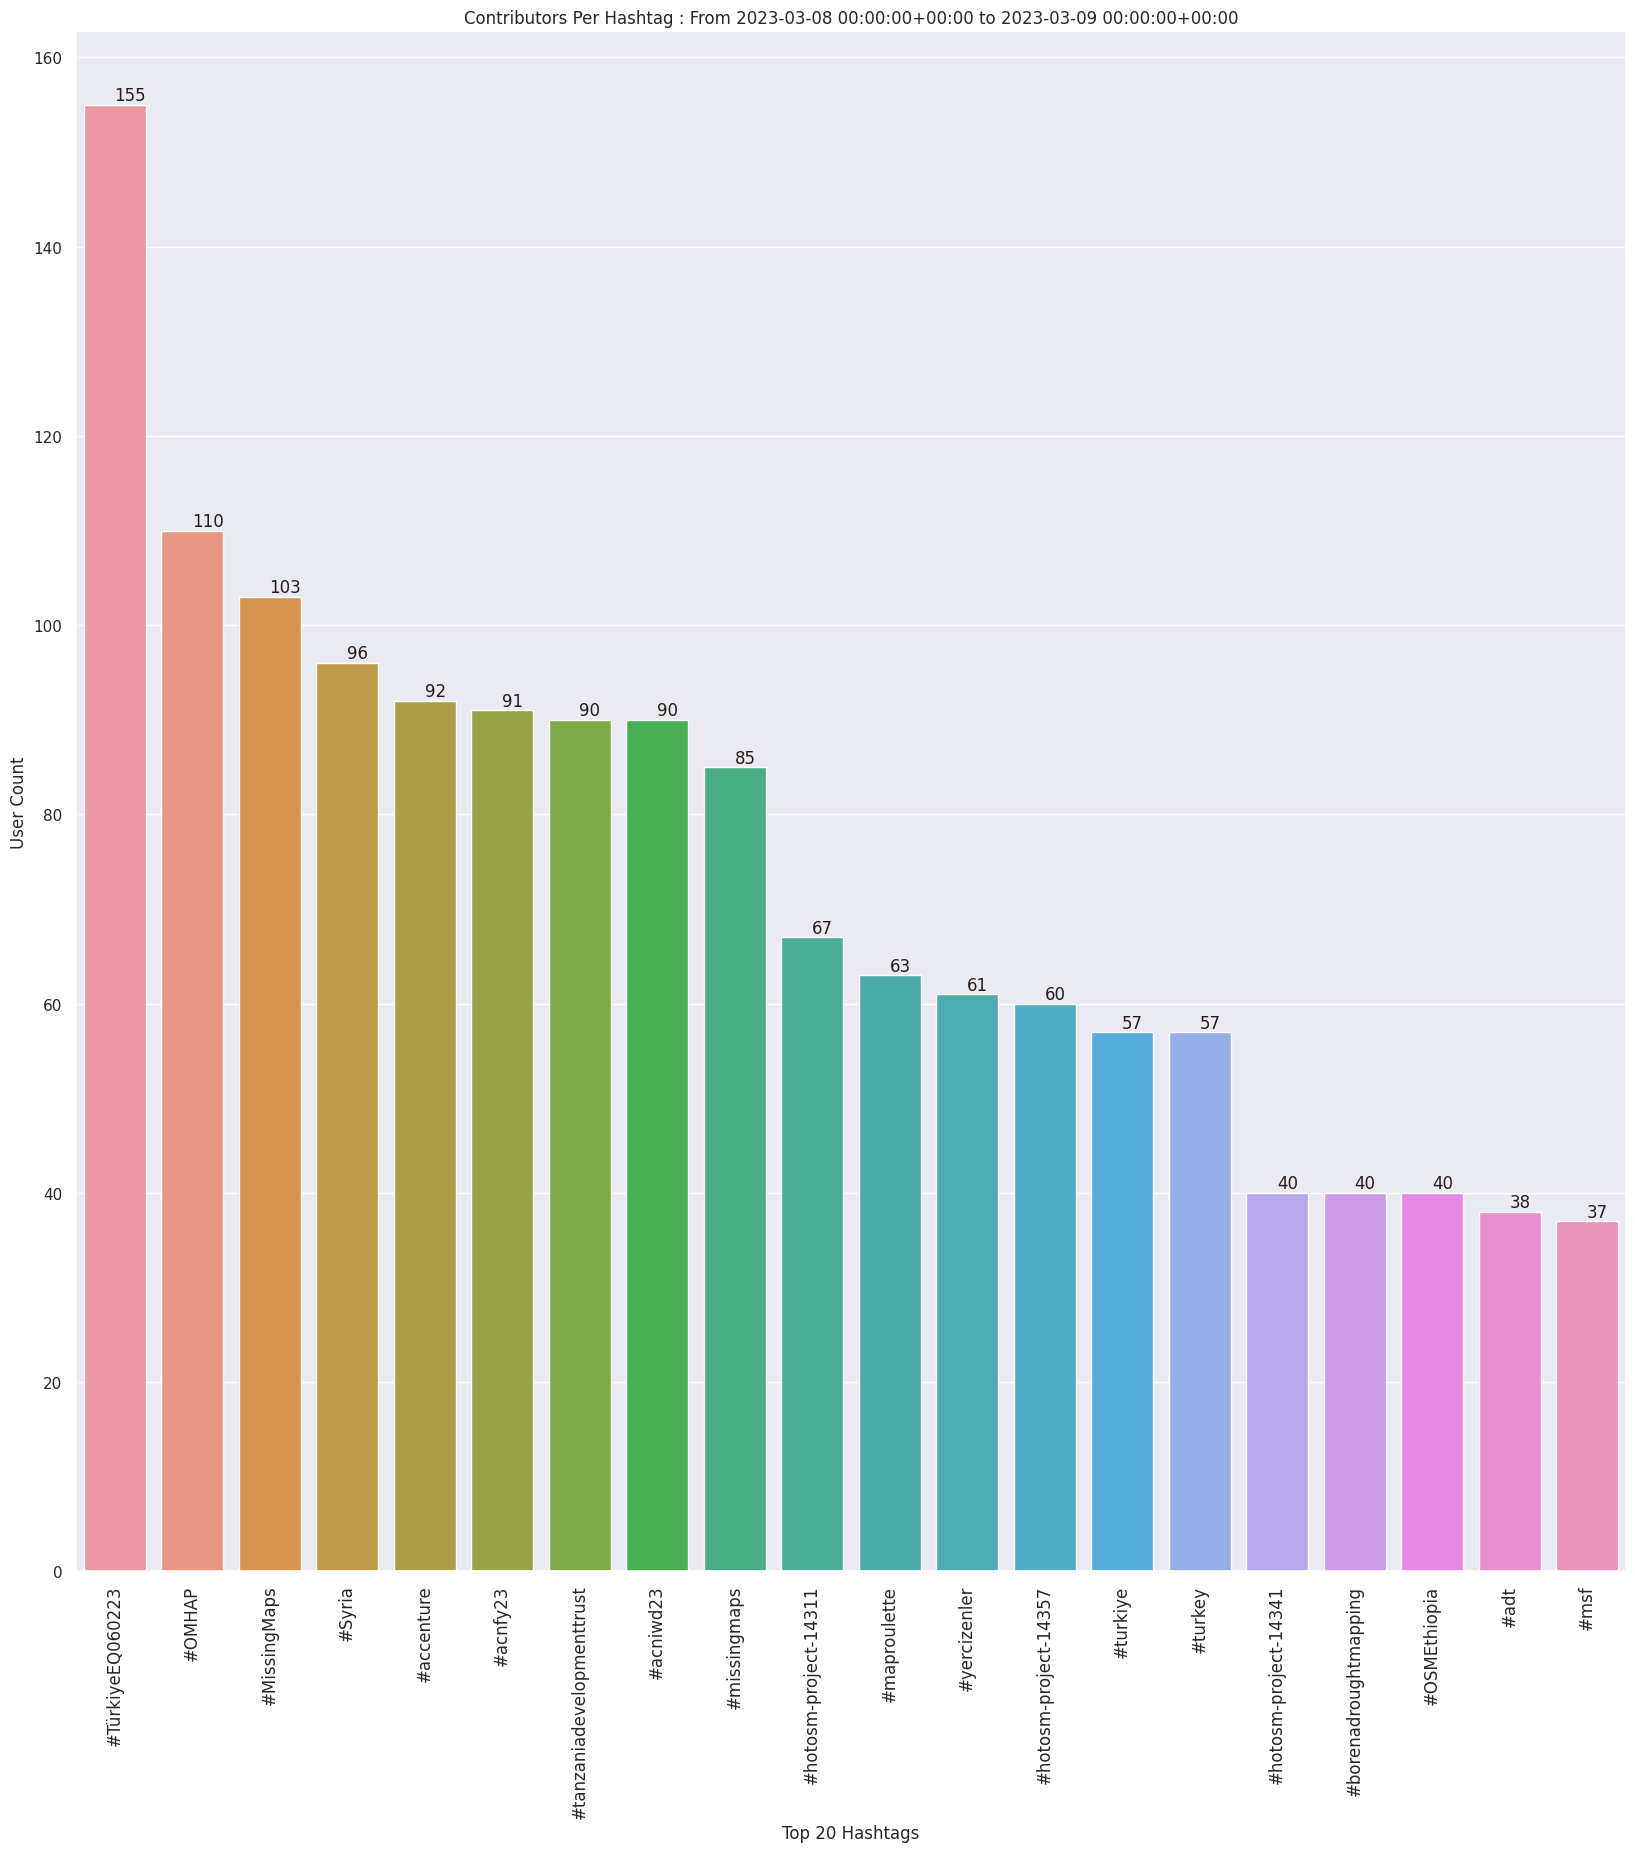 Contributors Per Hashtag : From 2023-03-08 00:00:00+00:00 to 2023-03-09 00:00:00+00:00
User Count
160
140
120
100
80
60
40
20
0
155
110
103
96
92
91
90
90
85
67
63
61
60
57
57
40
40
40
38
37
#TürkiyeEQ060223
#OMHAP
#MissingMaps
#Syria
#accenture
#acnfy23
#tanzaniadevelopmenttrust
#acniwd23
#missingmaps
#hotosm-project-14311
#maproulette
#yercizenler
#hotosm-project-14357
#turkiye
#turkey
#hotosm-project-14341
#borenadroughtmapping
#OSMEthiopia
#adt
#msf
Top 20 Hashtags